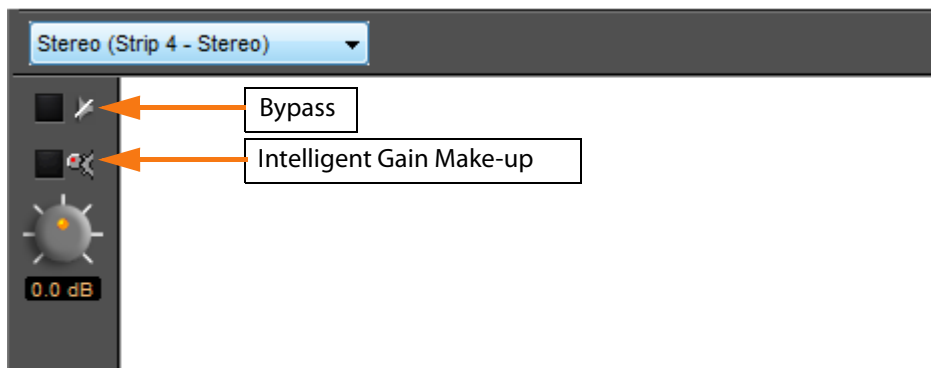 Stereo (Strip 4 - Stereo)
Bypass
Intelligent Gain Make-up
0.0 dB